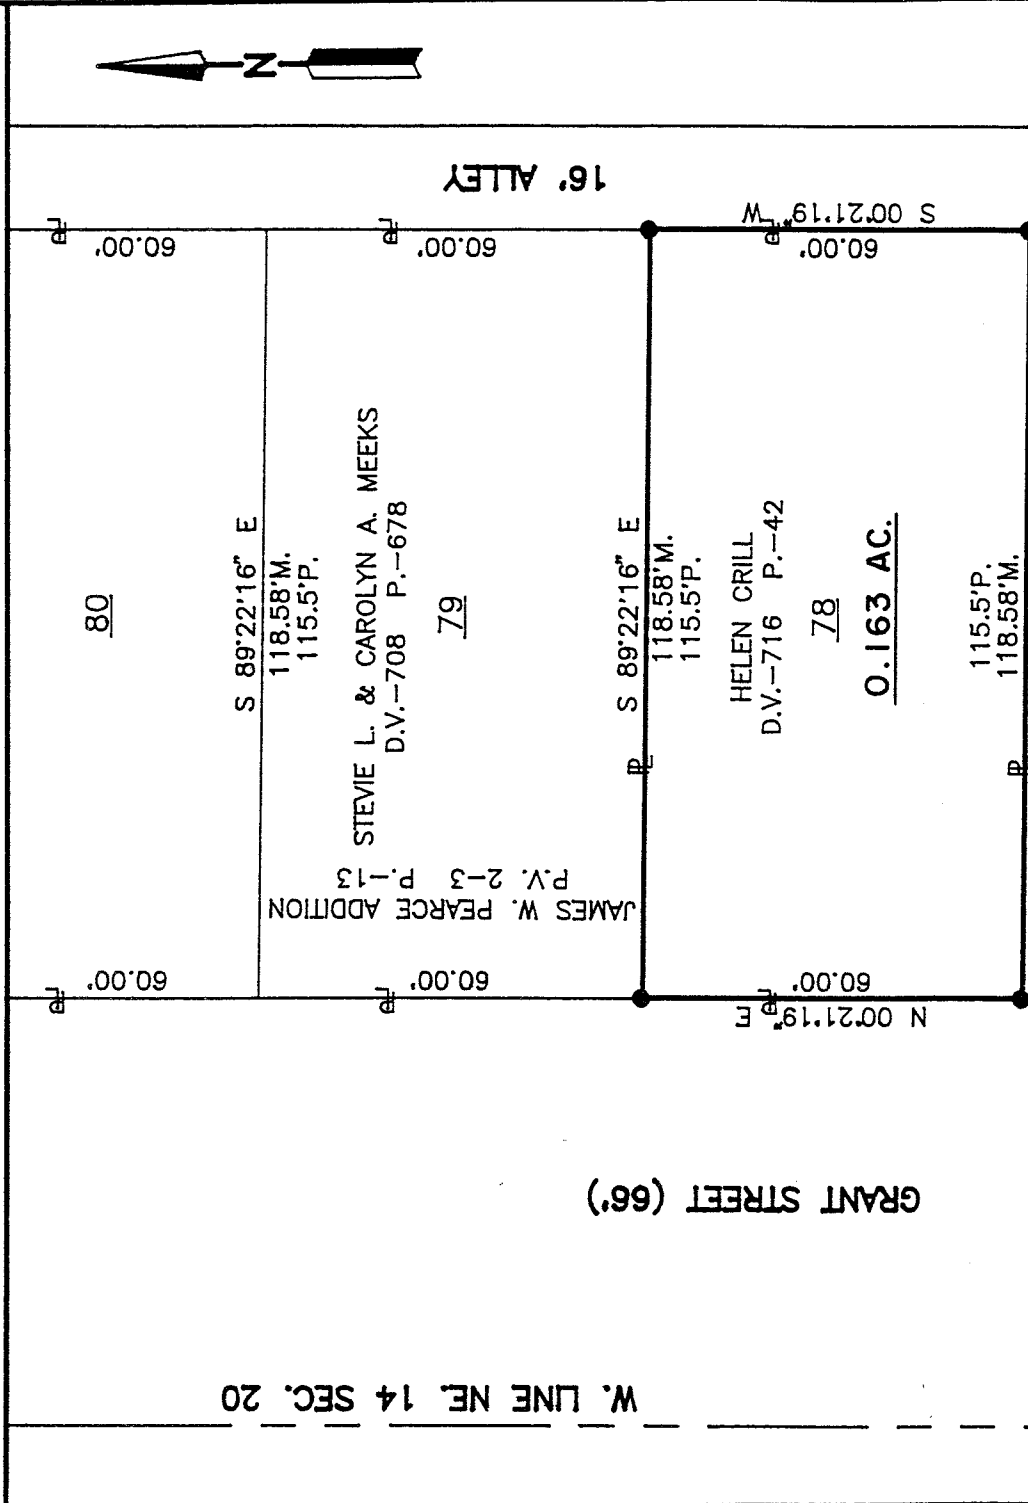 N
16' ALLEY
S 00°21'19" W
60.00'
60.00'
60.00'
80
S 89°22'16" E
118.58'M.
115.5'P.
STEVIE L. & CAROLYN A. MEEKS
D.V.-708 P.-678
79
JAMES W. PEARCE ADDITION
P.V. 2-3 P.-13
S 89°22'16" E
118.58'M.
115.5'P.
HELEN CRILL
D.V.-716 P.-42
78
0.163 AC.
115.5'P.
118.58'M.
60.00'
60.00'
60.00'
N 00°21'19" E
GRANT STREET (66')
W. LINE NE. 14 SEC. 20